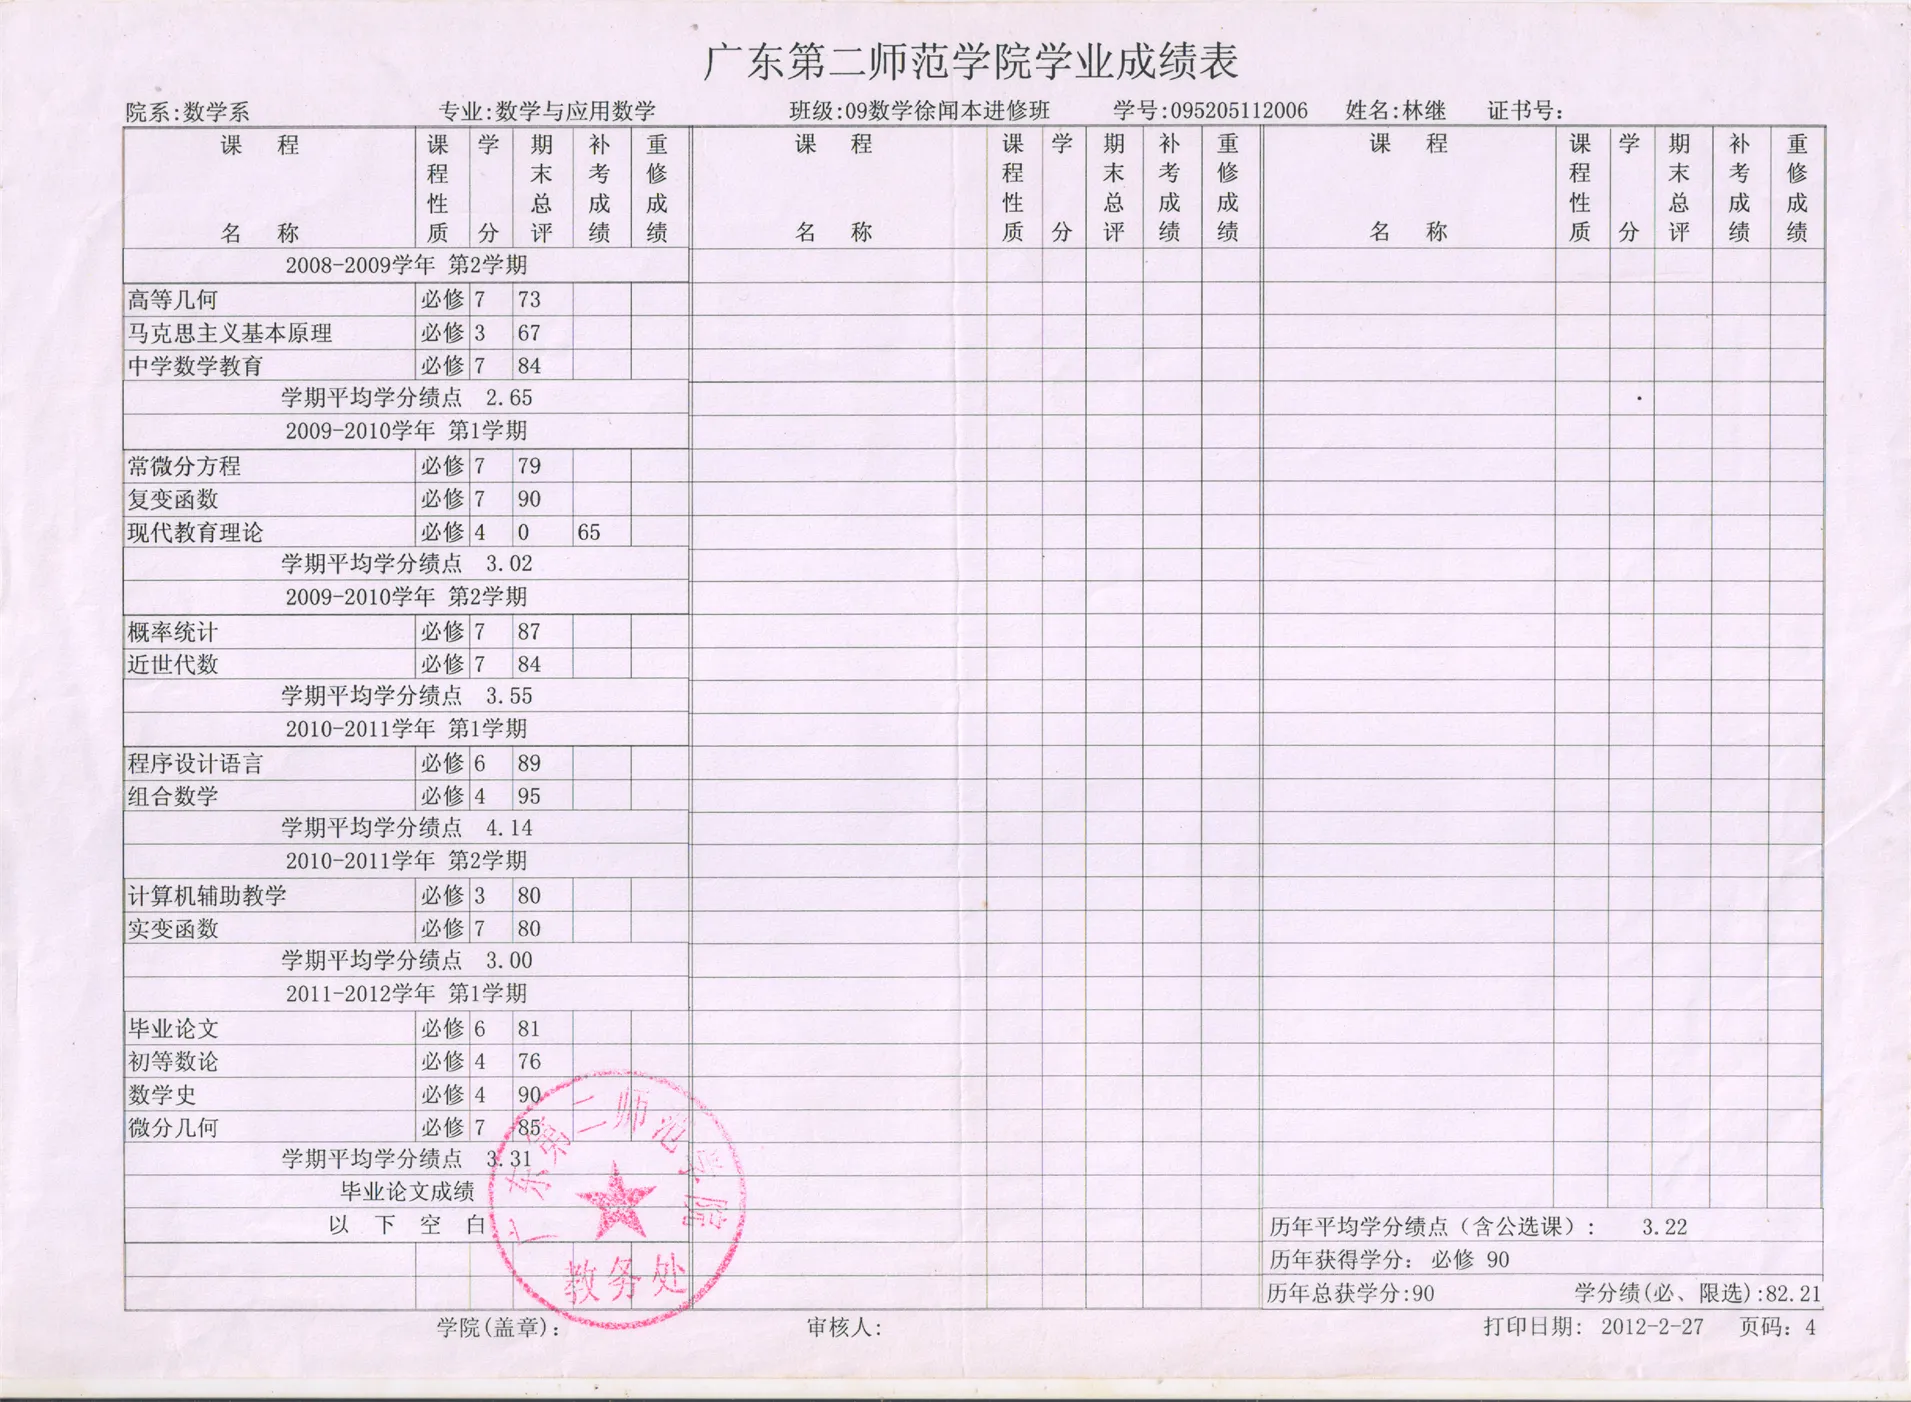 广东第二师范学院学业成绩表
院系:数学系 专业:数学与应用数学 班级:09数学徐闻本进修班 学号:095205112006 姓名:林继 证书号:
课程名称 课程性质 学分 期末总评 补考成绩 重修成绩 课程名称 课程性质 学分 期末总评 补考成绩 重修成绩 课程名称 课程性质 学分 期末总评 补考成绩 重修成绩
2008-2009学年 第2学期
高等几何 必修 7 73
马克思主义基本原理 必修 3 67
中学数学教育 必修 7 84
学期平均学分绩点 2.65
2009-2010学年 第1学期
常微分方程 必修 7 79
复变函数 必修 7 90
现代教育理论 必修 4 0 65
学期平均学分绩点 3.02
2009-2010学年 第2学期
概率统计 必修 7 87
近世代数 必修 7 84
学期平均学分绩点 3.55
2010-2011学年 第1学期
程序设计语言 必修 6 89
组合数学 必修 4 95
学期平均学分绩点 4.14
2010-2011学年 第2学期
计算机辅助教学 必修 3 80
实变函数 必修 7 80
学期平均学分绩点 3.00
2011-2012学年 第1学期
毕业论文 必修 6 81
初等数论 必修 4 76
数学史 必修 4 90
微分几何 必修 7 85
学期平均学分绩点 3.31
毕业论文成绩
以下空白
广东第二师范学院
教务处
历年平均学分绩点(含公选课): 3.22
历年获得学分: 必修 90
历年总获学分:90 学分绩(必、限选):82.21
学院(盖章): 审核人: 打印日期: 2012-2-27 页码: 4